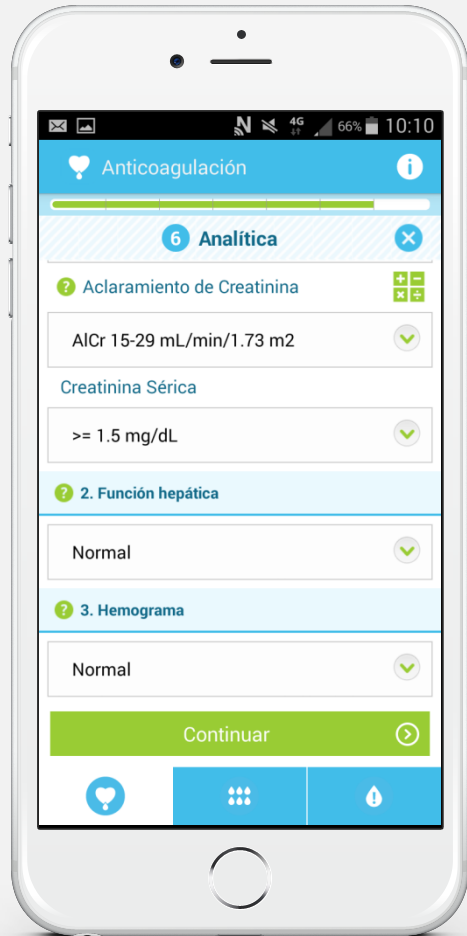 4G 66% 10:10
Anticoagulación
6 Analítica
Aclaramiento de Creatinina
AlCr 15-29 mL/min/1.73 m2
Creatinina Sérica
>= 1.5 mg/dL
2. Función hepática
Normal
3. Hemograma
Normal
Continuar